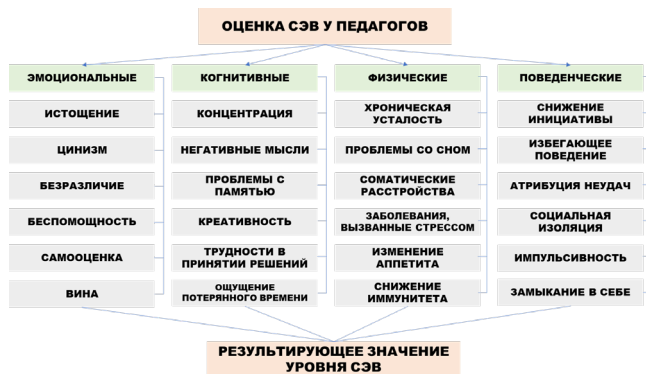 ОЦЕНКА СЭВ У ПЕДАГОГОВ
ЭМОЦИОНАЛЬНЫЕ
ИСТОЩЕНИЕ
ЦИНИЗМ
БЕЗРАЗЛИЧИЕ
БЕСПОМОЩНОСТЬ
САМООЦЕНКА
ВИНА
КОГНИТИВНЫЕ
КОНЦЕНТРАЦИЯ
НЕГАТИВНЫЕ МЫСЛИ
ПРОБЛЕМЫ С
ПАМЯТЬЮ
КРЕАТИВНОСТЬ
ТРУДНОСТИ В
ПРИНЯТИИ РЕШЕНИЙ
ОЩУЩЕНИЕ
ПОТЕРЯННОГО ВРЕМЕНИ
ФИЗИЧЕСКИЕ
ХРОНИЧЕСКАЯ
УСТАЛОСТЬ
ПРОБЛЕМЫ СО СНОМ
СОМАТИЧЕСКИЕ
РАССТРОЙСТВА
ЗАБОЛЕВАНИЯ,
ВЫЗВАННЫЕ СТРЕССОМ
ИЗМЕНЕНИЕ
АППЕТИТА
СНИЖЕНИЕ
ИММУНИТЕТА
ПОВЕДЕНЧЕСКИЕ
СНИЖЕНИЕ
ИНИЦИАТИВЫ
ИЗБЕГАЮЩЕЕ
ПОВЕДЕНИЕ
АТРИБУЦИЯ НЕУДАЧ
СОЦИАЛЬНАЯ
ИЗОЛЯЦИЯ
ИМПУЛЬСИВНОСТЬ
ЗАМЫКАНИЕ В СЕБЕ
РЕЗУЛЬТИРУЮЩЕЕ ЗНАЧЕНИЕ
УРОВНЯ СЭВ